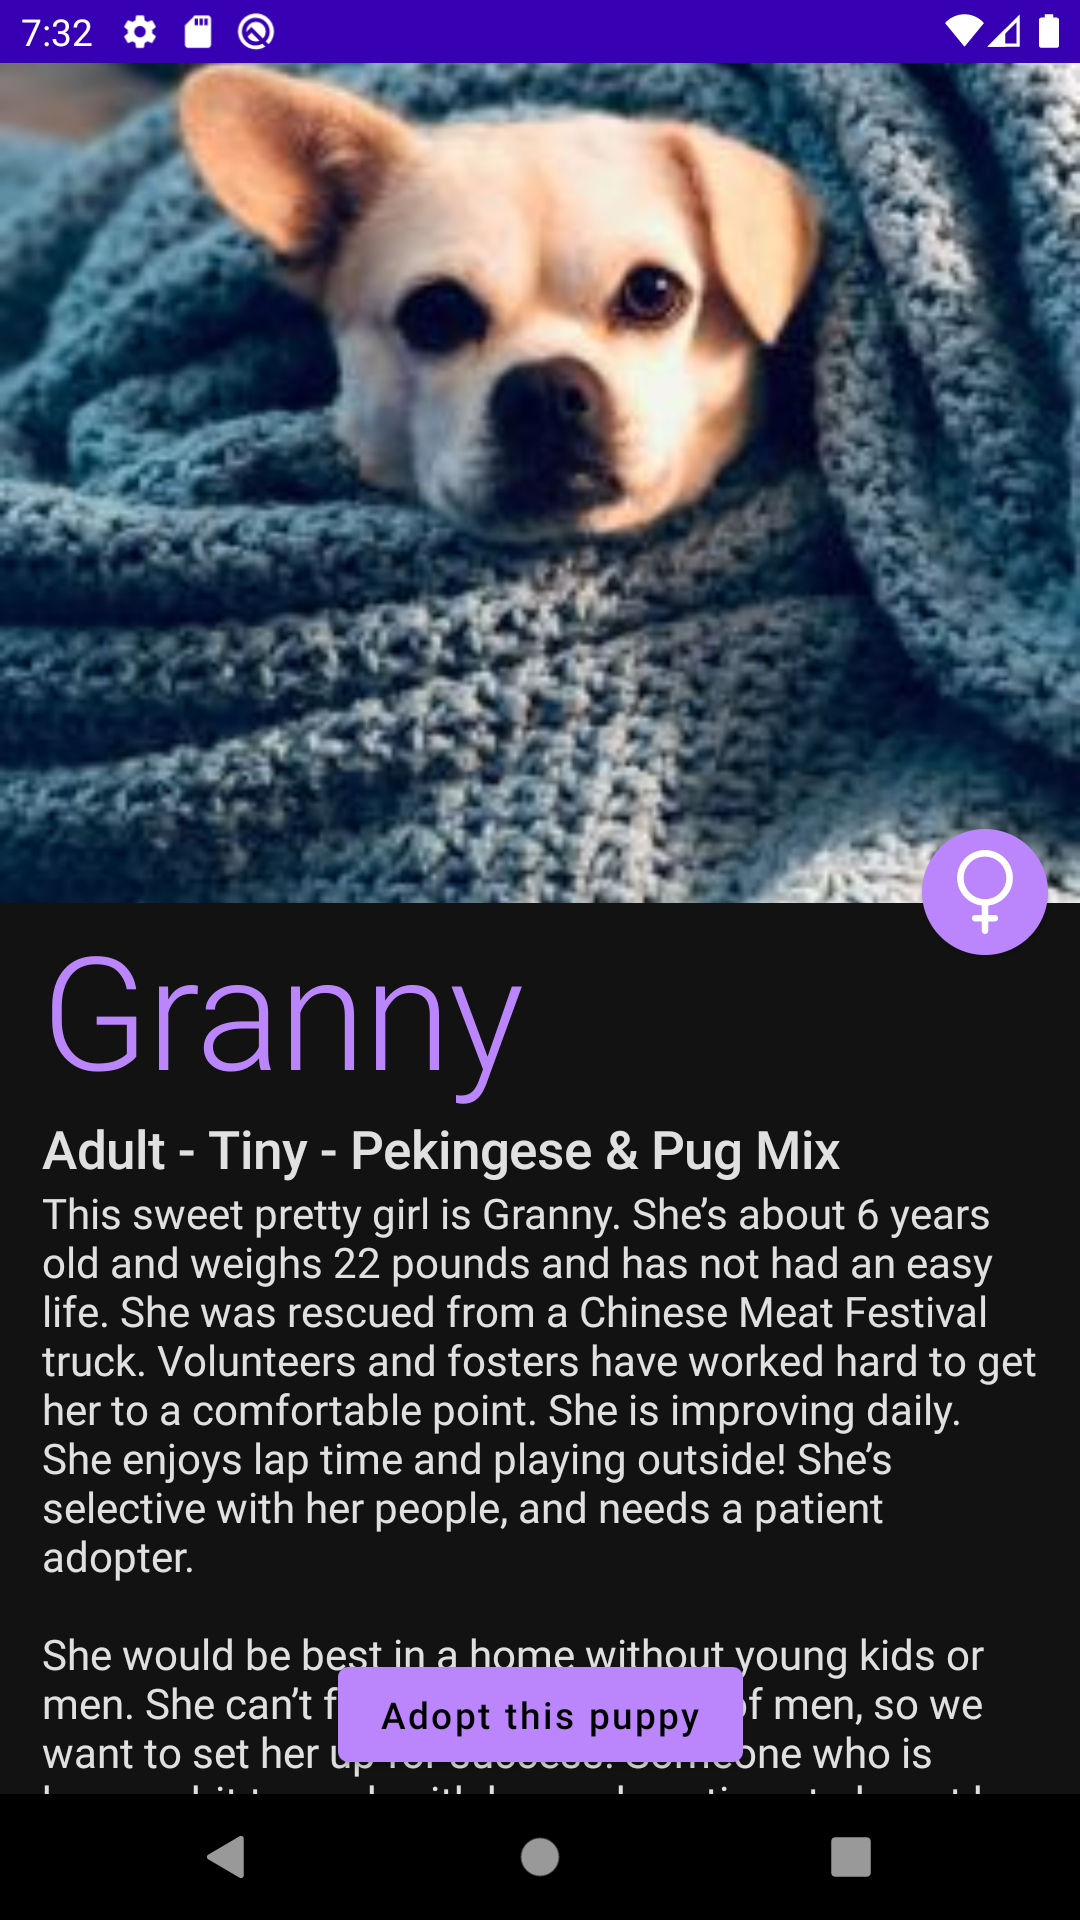 7:32
Granny
Adult - Tiny - Pekingese & Pug Mix
This sweet pretty girl is Granny. She’s about 6 years
old and weighs 22 pounds and has not had an easy
life. She was rescued from a Chinese Meat Festival
truck. Volunteers and fosters have worked hard to get
her to a comfortable point. She is improving daily.
She enjoys lap time and playing outside! She’s
selective with her people, and needs a patient
adopter.
She would be best in a home without young kids or
men. She can’t of men, so we
want to set her up for success. Someone who is
Adopt this puppy